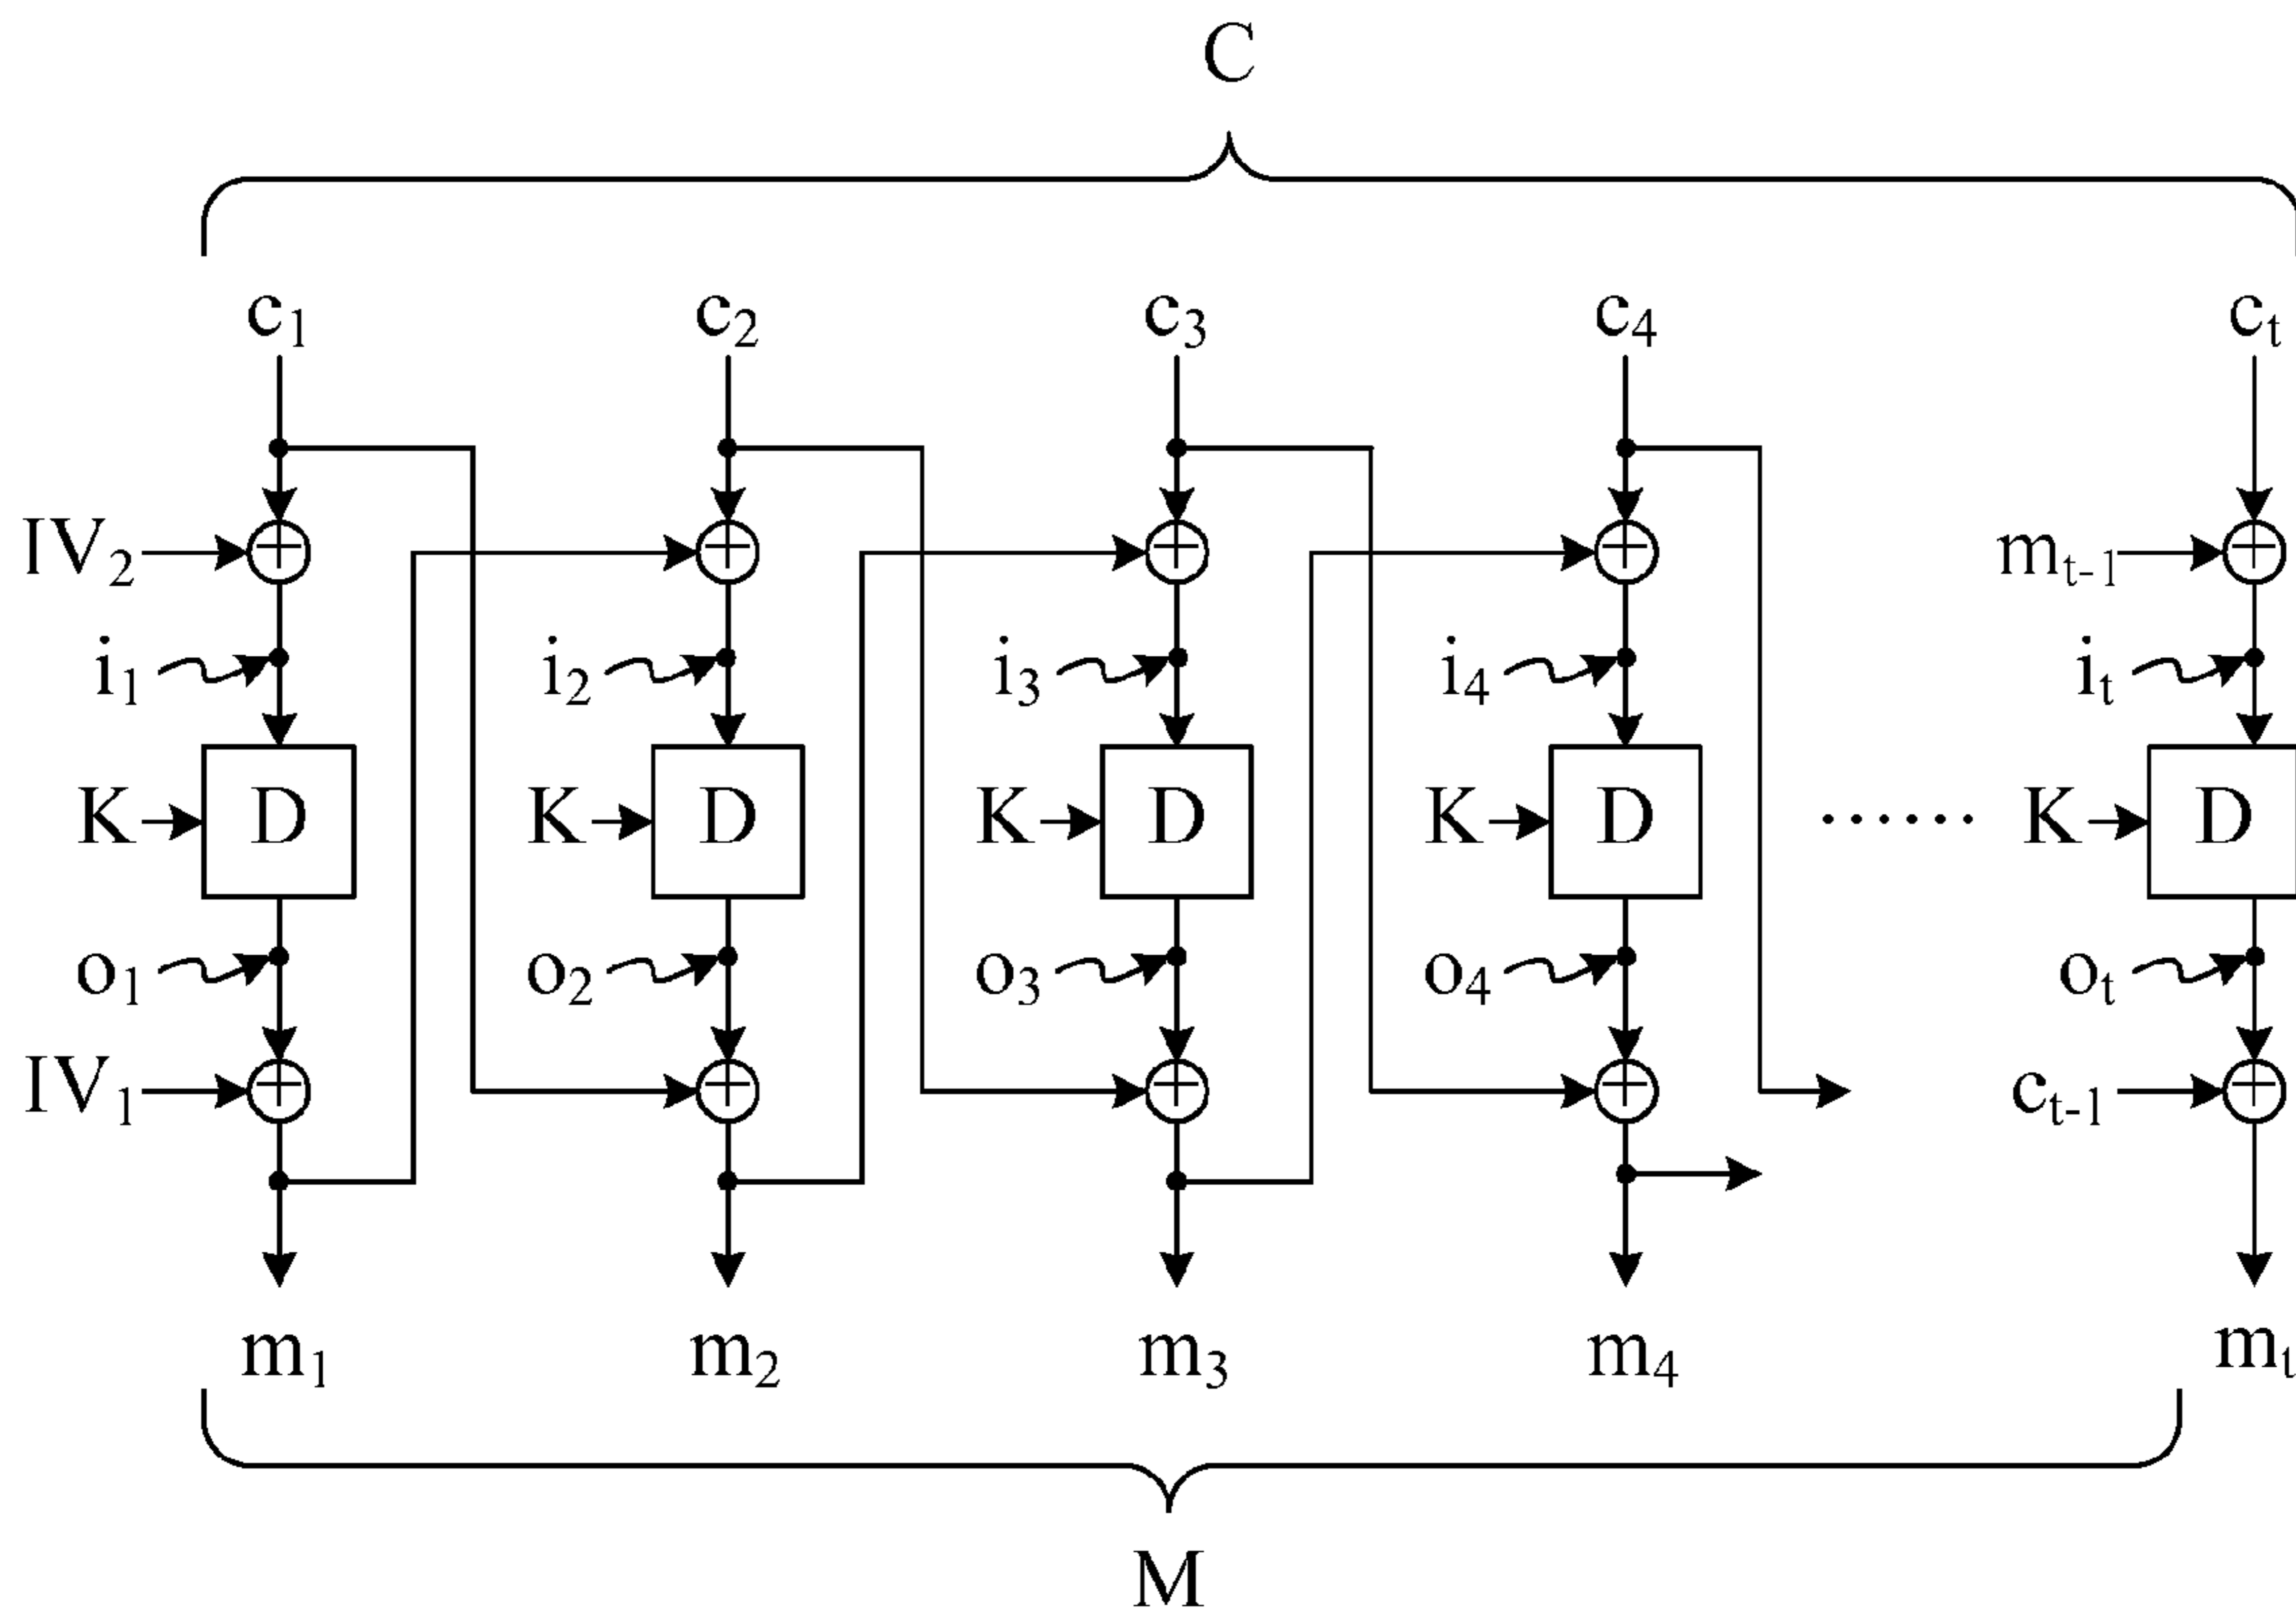 C
c₁ c₂ c₃ c₄ cₜ
IV₂ mₜ₋₁
i₁ i₂ i₃ i₄ iₜ
K D K D K D K D ...... K D
o₁ o₂ o₃ o₄ oₜ
IV₁ cₜ₋₁
m₁ m₂ m₃ m₄ mₜ
M